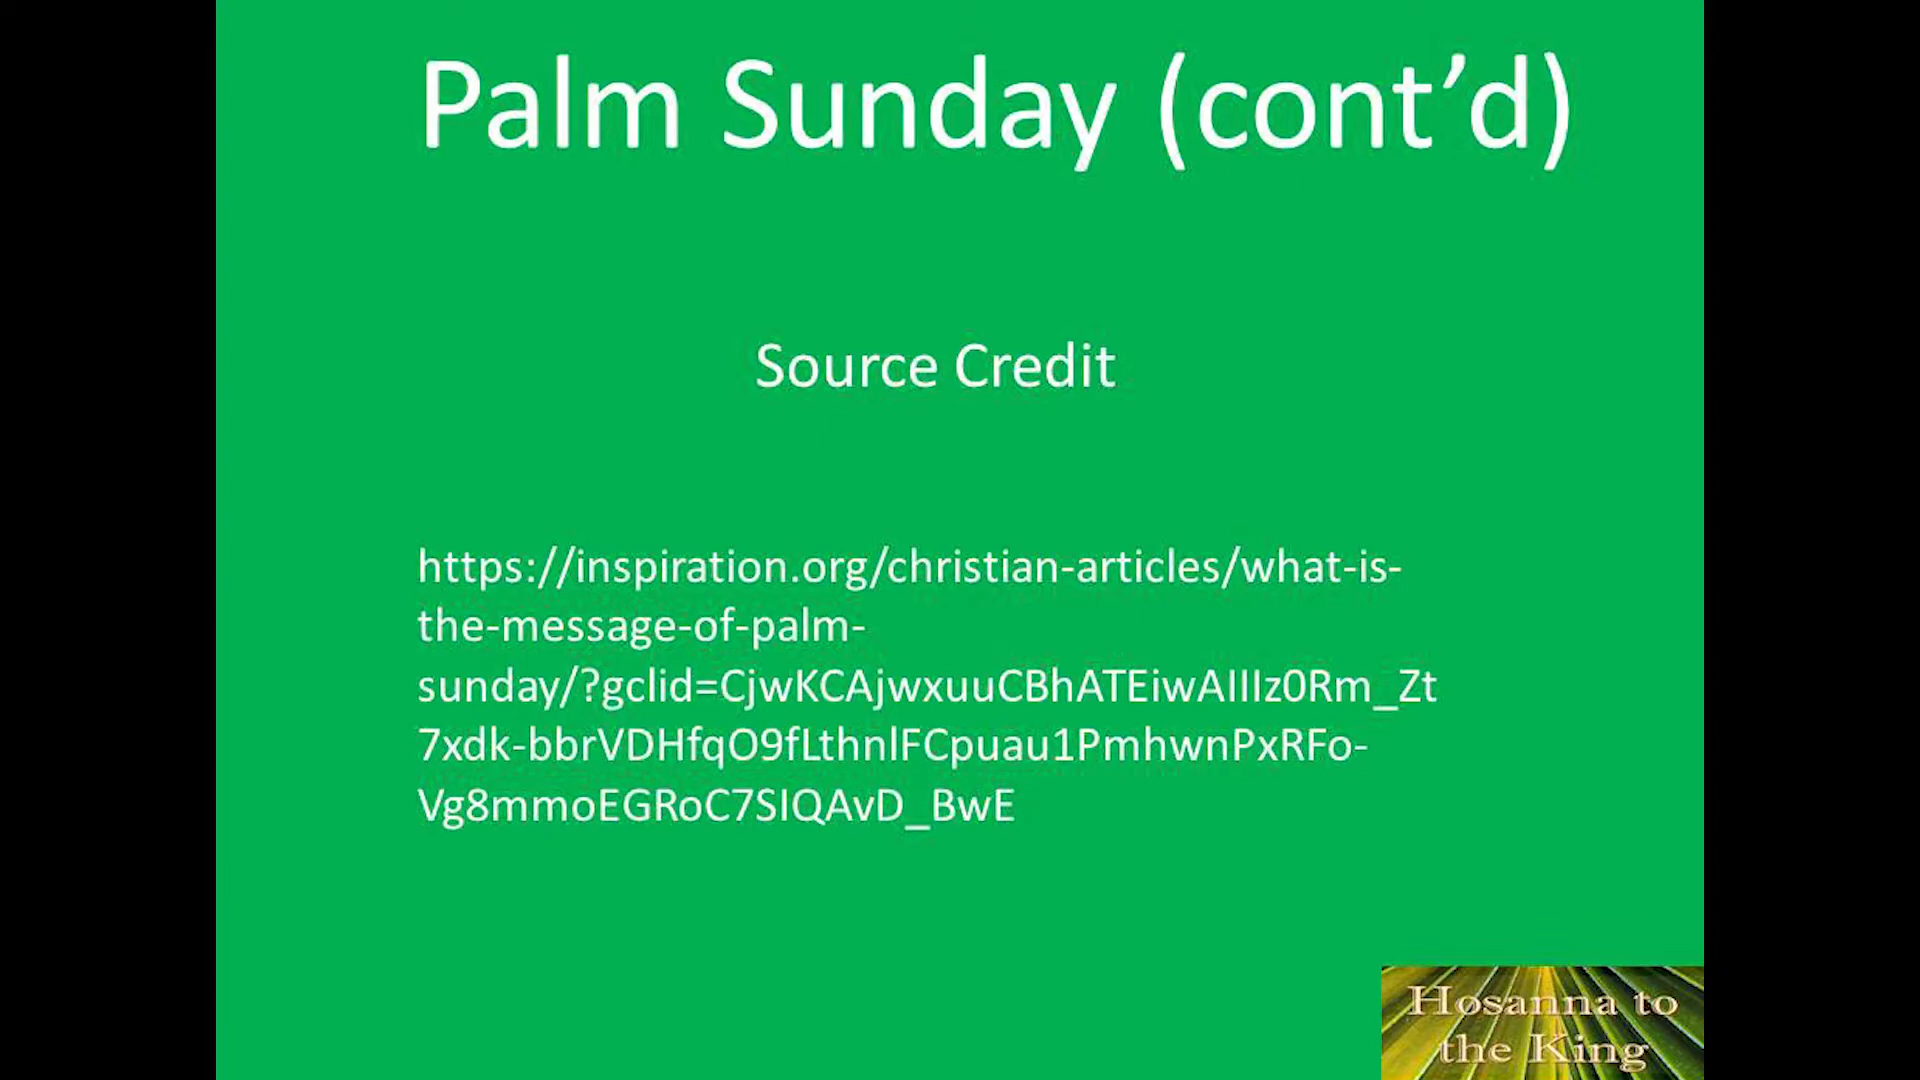 Palm Sunday (cont’d)
Source Credit
https://inspiration.org/christian-articles/what-is-
the-message-of-palm-
sunday/?gclid=CjwKCAjwxuuCBhATEiwAIIIz0Rm_Zt
7xdk-bbrVDHfqO9fLthnlFCpuau1PmhwnPxRFo-
Vg8mmoEGRoC7SIQAvD_BwE
Hosanna to
the King